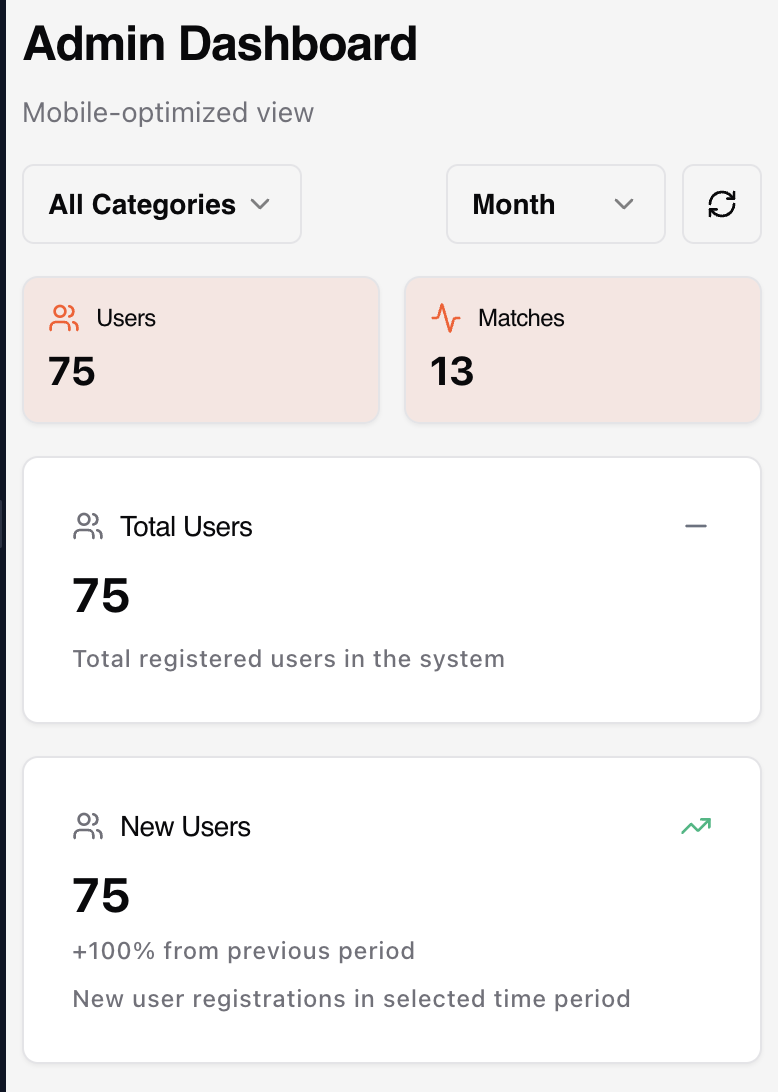 Admin Dashboard
Mobile-optimized view
All Categories
Month
Users
75
Matches
13
Total Users
75
Total registered users in the system
New Users
75
+100% from previous period
New user registrations in selected time period